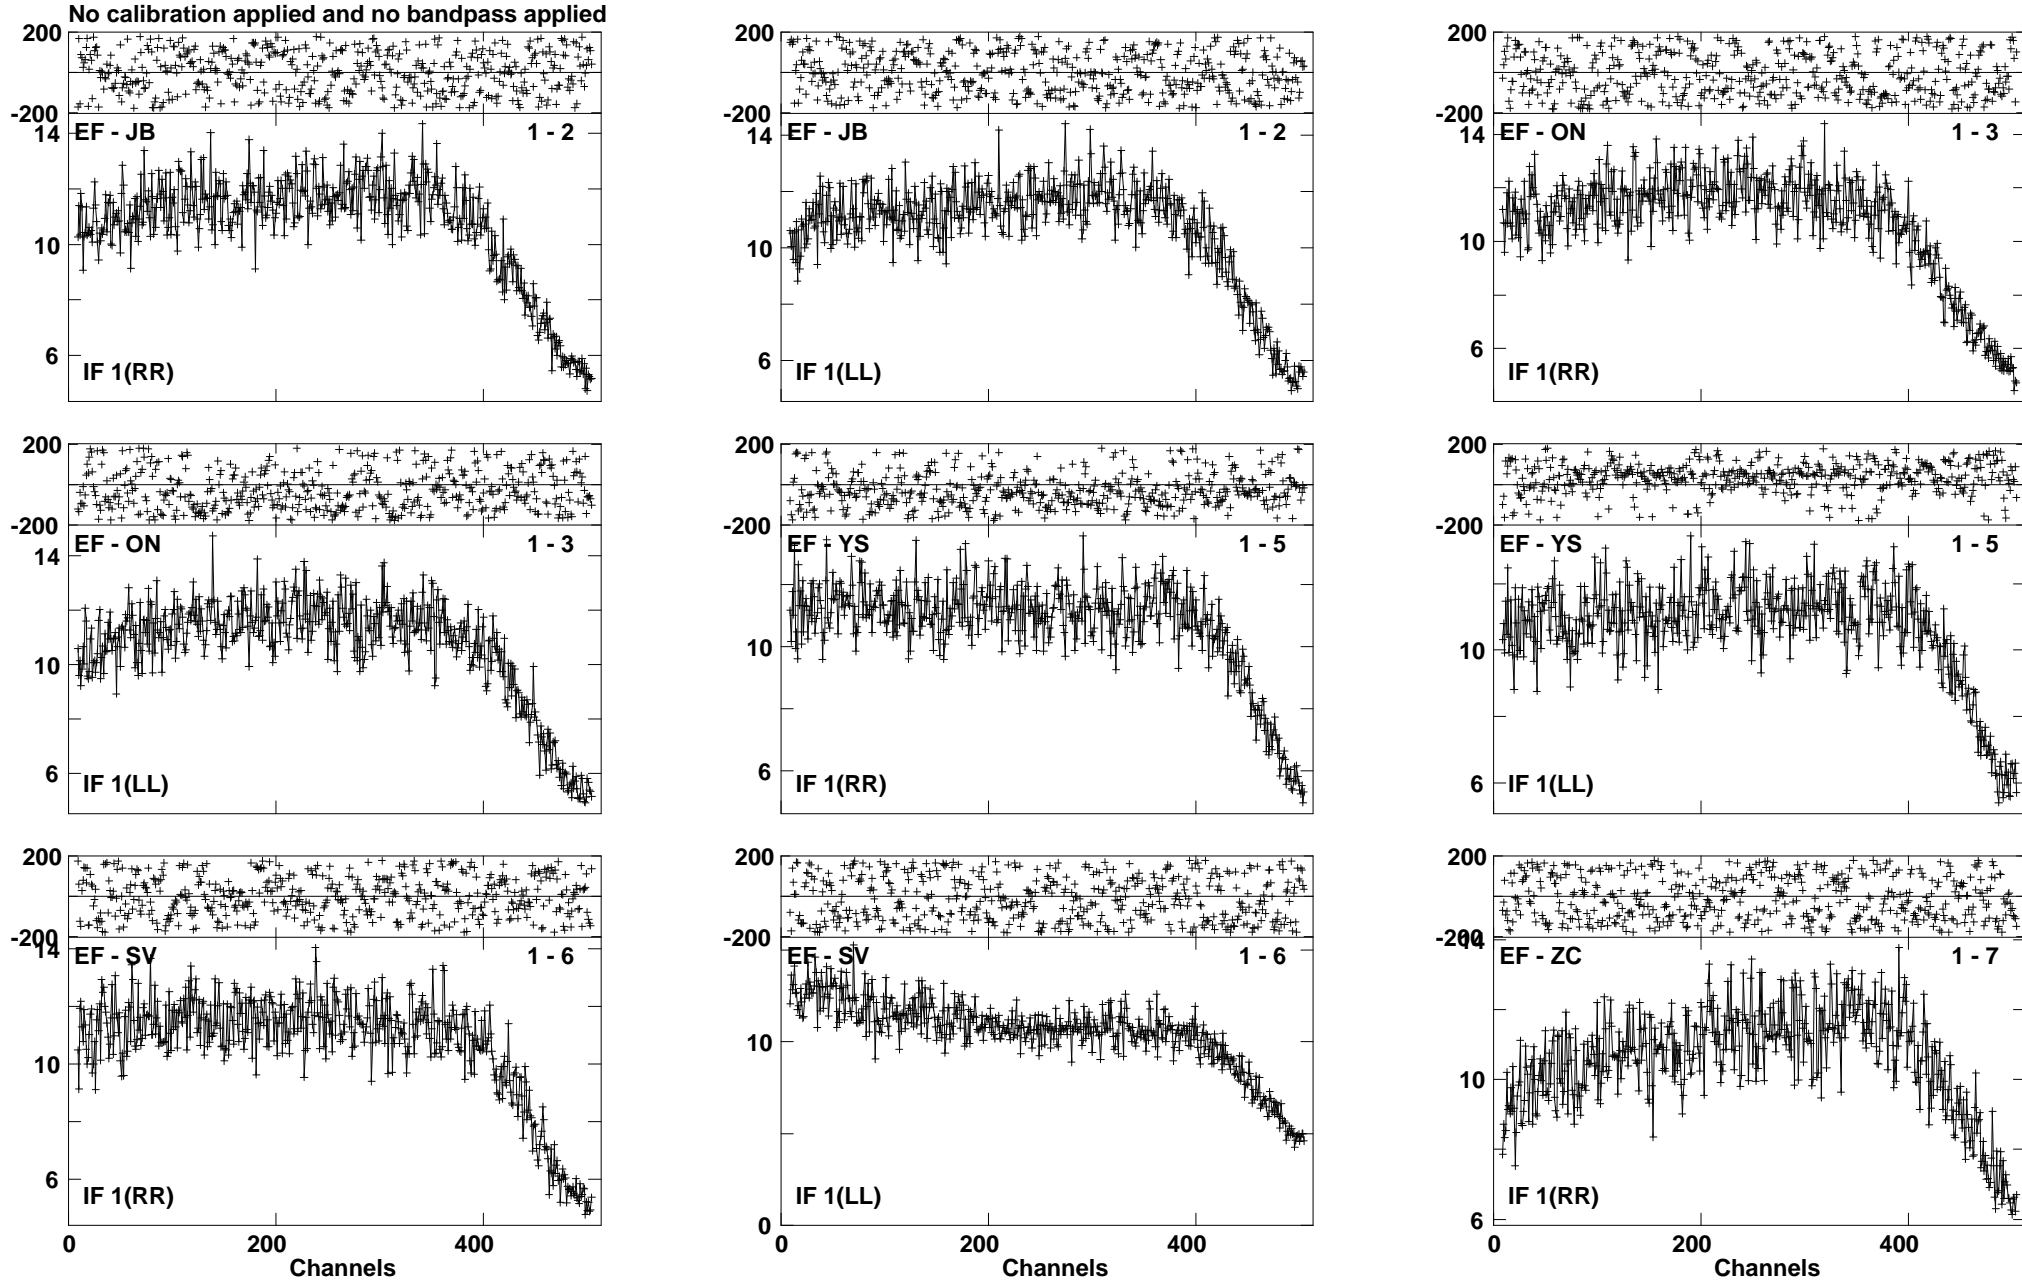 No calibration applied and no bandpass applied
200
-200
EF - JB
1 - 2
14
10
6
IF 1(RR)
200
-200
EF - JB
1 - 2
14
10
6
IF 1(LL)
200
-200
EF - ON
1 - 3
14
10
6
IF 1(RR)
200
-200
EF - ON
1 - 3
14
10
6
IF 1(LL)
200
-200
EF - YS
1 - 5
10
6
IF 1(RR)
200
-200
EF - YS
1 - 5
10
6
IF 1(LL)
200
-200
EF - SV
1 - 6
14
10
6
IF 1(RR)
0
200
400
Channels
200
-200
EF - SV
1 - 6
10
0
IF 1(LL)
0
200
400
Channels
200
-200
EF - ZC
1 - 7
14
10
6
IF 1(RR)
0
200
400
Channels